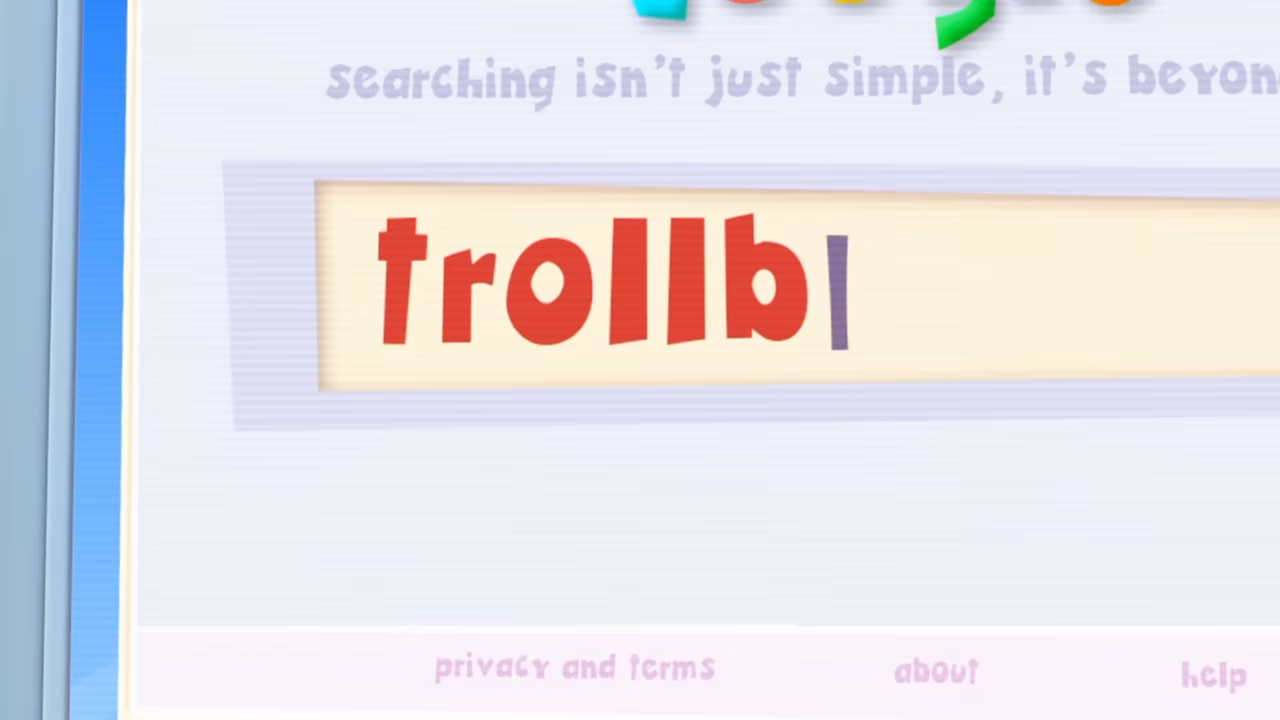 searching isn't just simple, it's beyon
trollb
privacy and terms about help